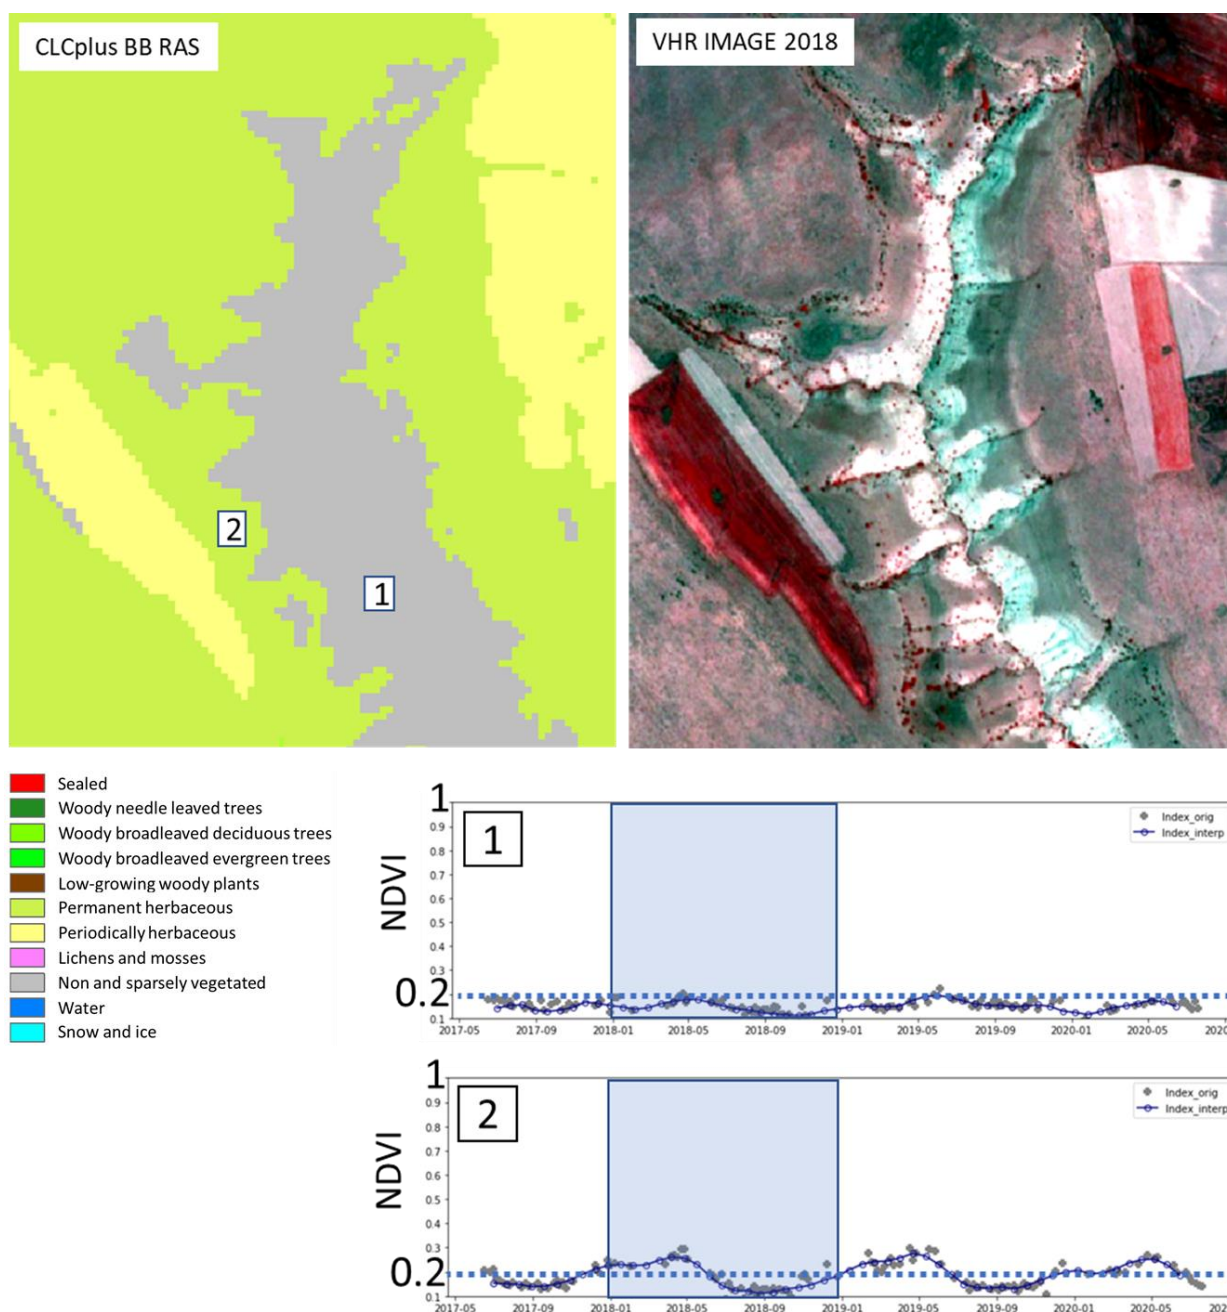 CLCplus BB RAS
VHR IMAGE 2018
2
1
Sealed
Woody needle leaved trees
Woody broadleaved deciduous trees
Woody broadleaved evergreen trees
Low-growing woody plants
Permanent herbaceous
Periodically herbaceous
Lichens and mosses
Non and sparsely vegetated
Water
Snow and ice
1
1
Index_orig
Index_interp
0.9
0.8
0.7
0.6
0.5
0.4
0.3
0.2
0.1
NDVI
2017-05 2017-09 2018-01 2018-05 2018-09 2019-01 2019-05 2019-09 2020-01 2020-05
1
2
Index_orig
Index_interp
0.9
0.8
0.7
0.6
0.5
0.4
0.3
0.2
0.1
NDVI
2017-05 2017-09 2018-01 2018-05 2018-09 2019-01 2019-05 2019-09 2020-01 2020-05